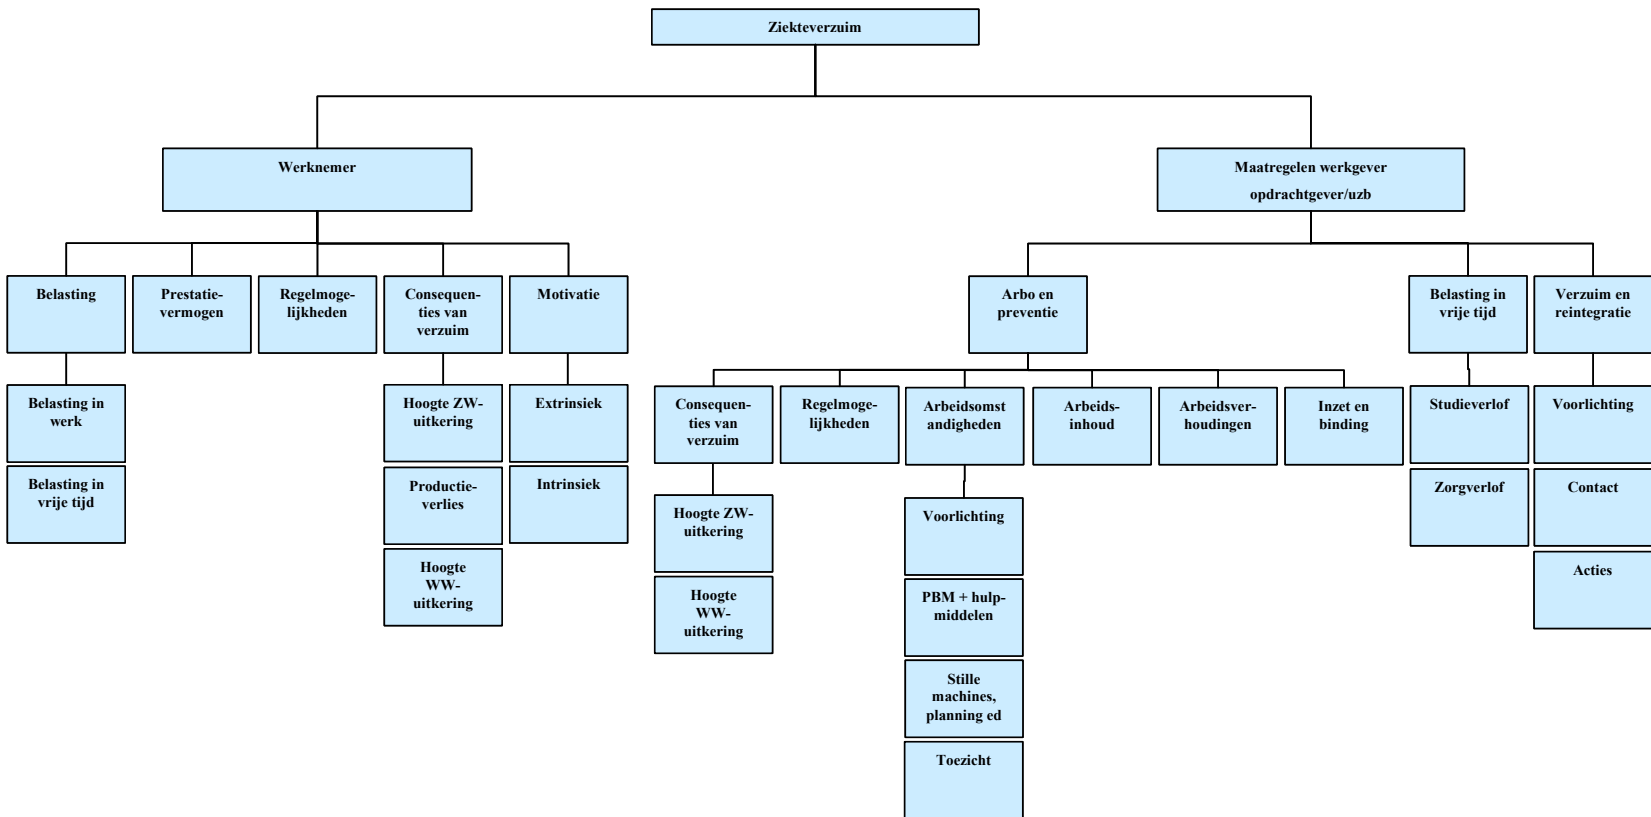 Ziekteverzuim
Werknemer
Maatregelen werkgever
opdrachtgever/uzb
Belasting
Prestatie-
vermogen
Regelmoge-
lijkheden
Consequen-
ties van
verzuim
Motivatie
Arbo en
preventie
Belasting in
vrije tijd
Verzuim en
reintegratie
Belasting in
werk
Belasting in
vrije tijd
Hoogte ZW-
uitkering
Productie-
verlies
Hoogte
WW-
uitkering
Extrinsiek
Intrinsiek
Consequen-
ties van
verzuim
Regelmoge-
lijkheden
Arbeidsomst
andigheden
Arbeids-
inhoud
Arbeidsver-
houdingen
Inzet en
binding
Hoogte ZW-
uitkering
Hoogte
WW-
uitkering
Voorlichting
PBM + hulp-
middelen
Stille
machines,
planning ed
Toezicht
Studieverlof
Zorgverlof
Voorlichting
Contact
Acties